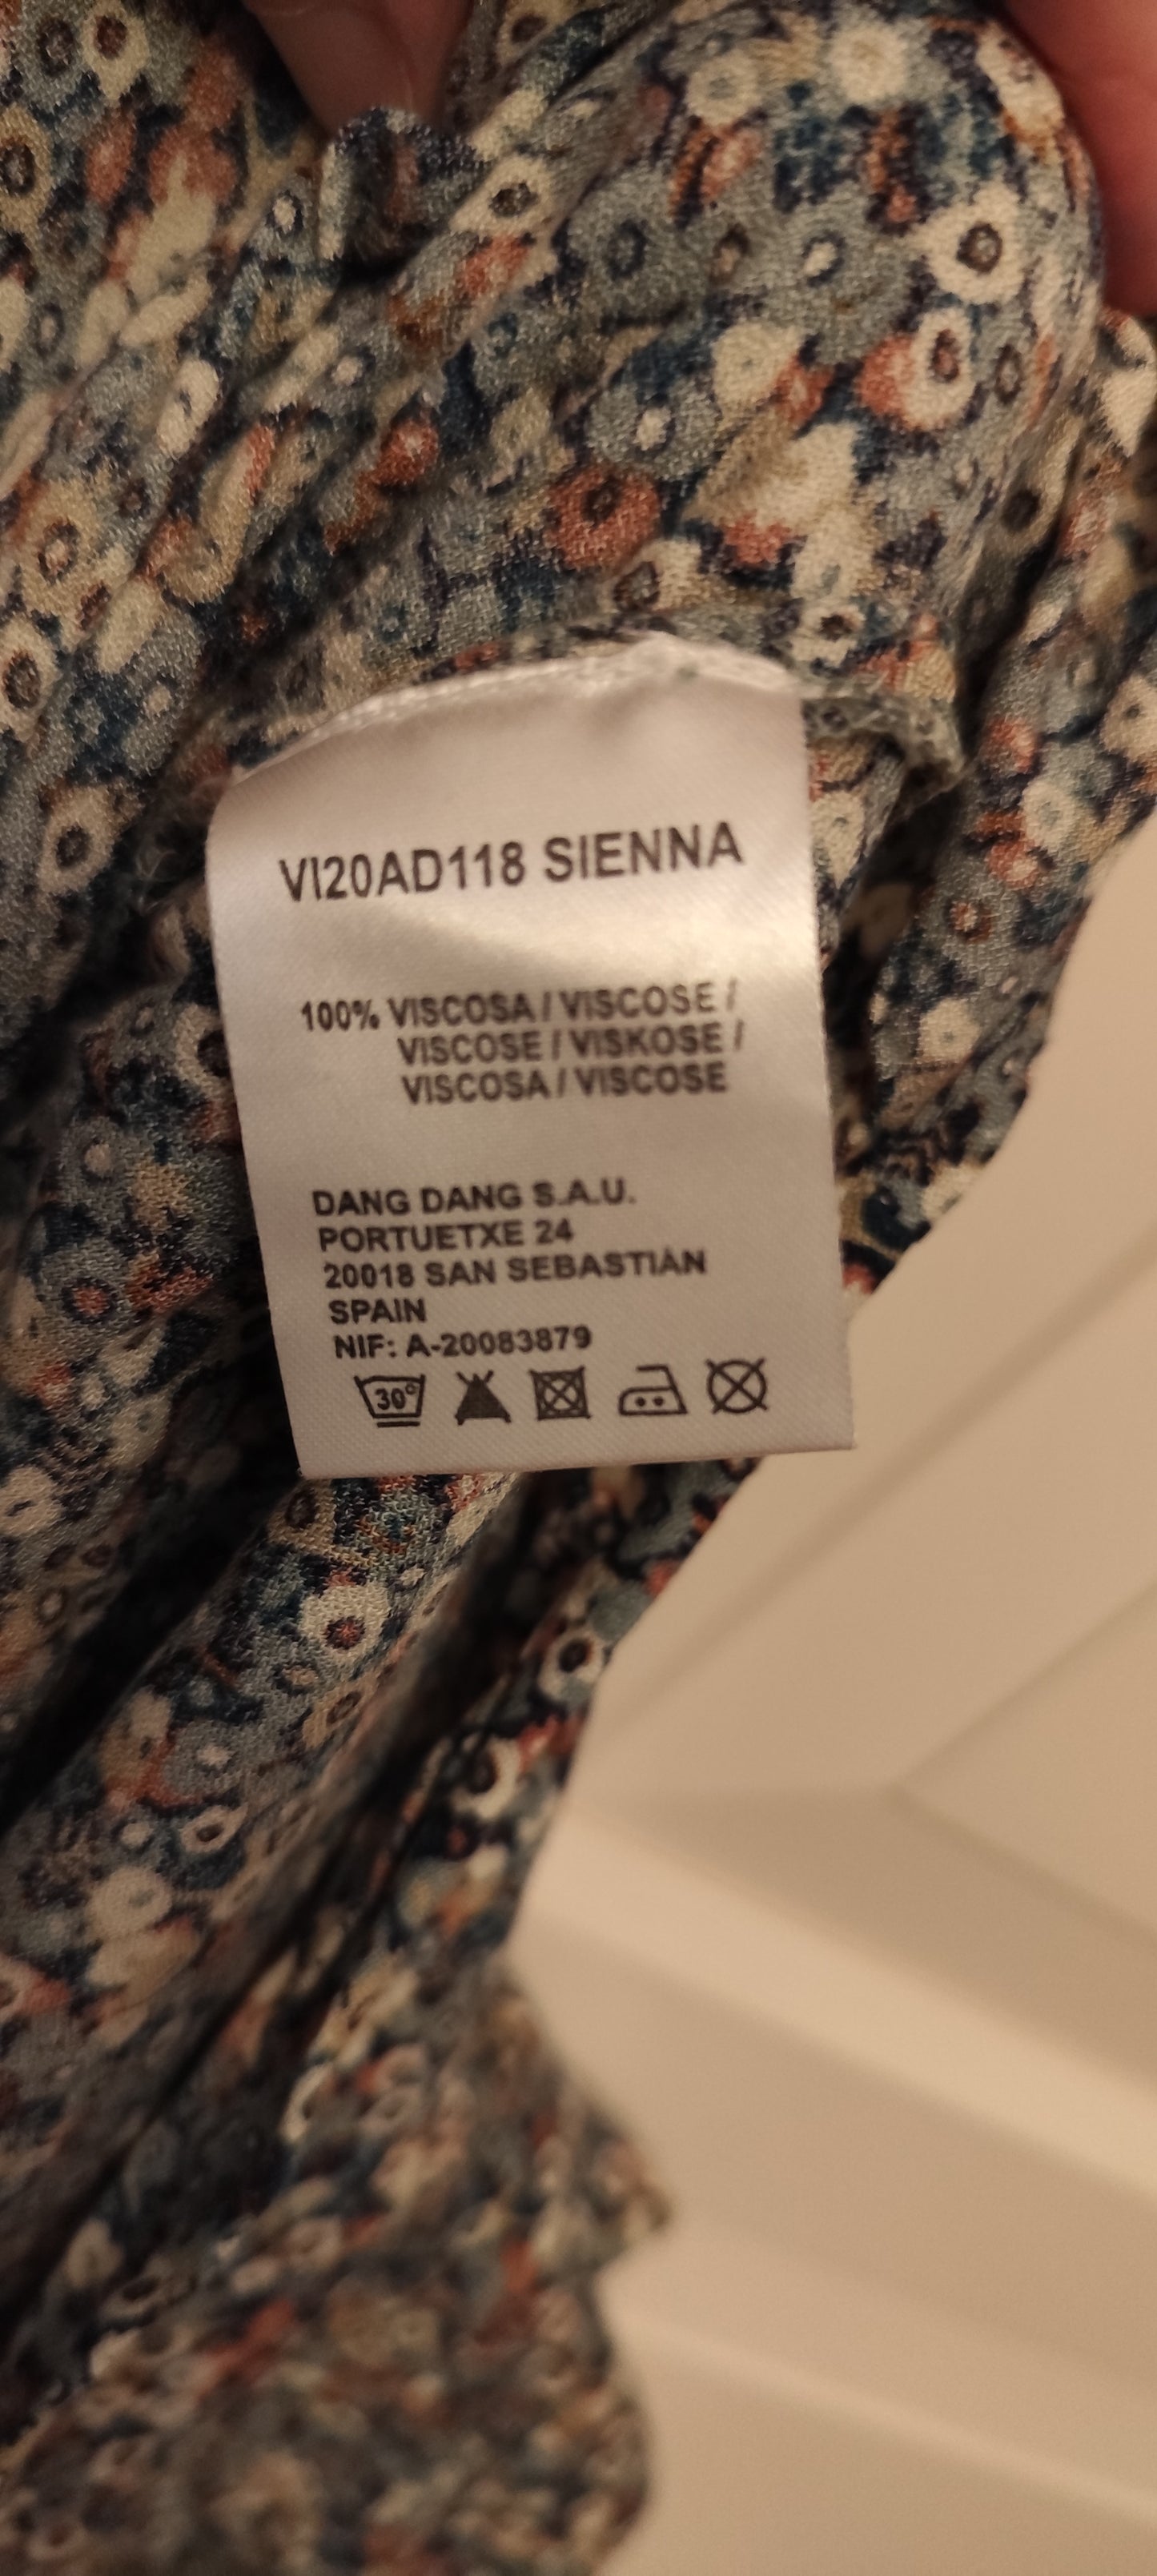 VI20AD118 SIENNA
100% VISCOSA / VISCOSE /
VISCOSE / VISKOSE /
VISCOSA / VISCOSE
DANG DANG S.A.U.
PORTUETXE 24
20018 SAN SEBASTIÁN
SPAIN
NIF: A-20083879
30°